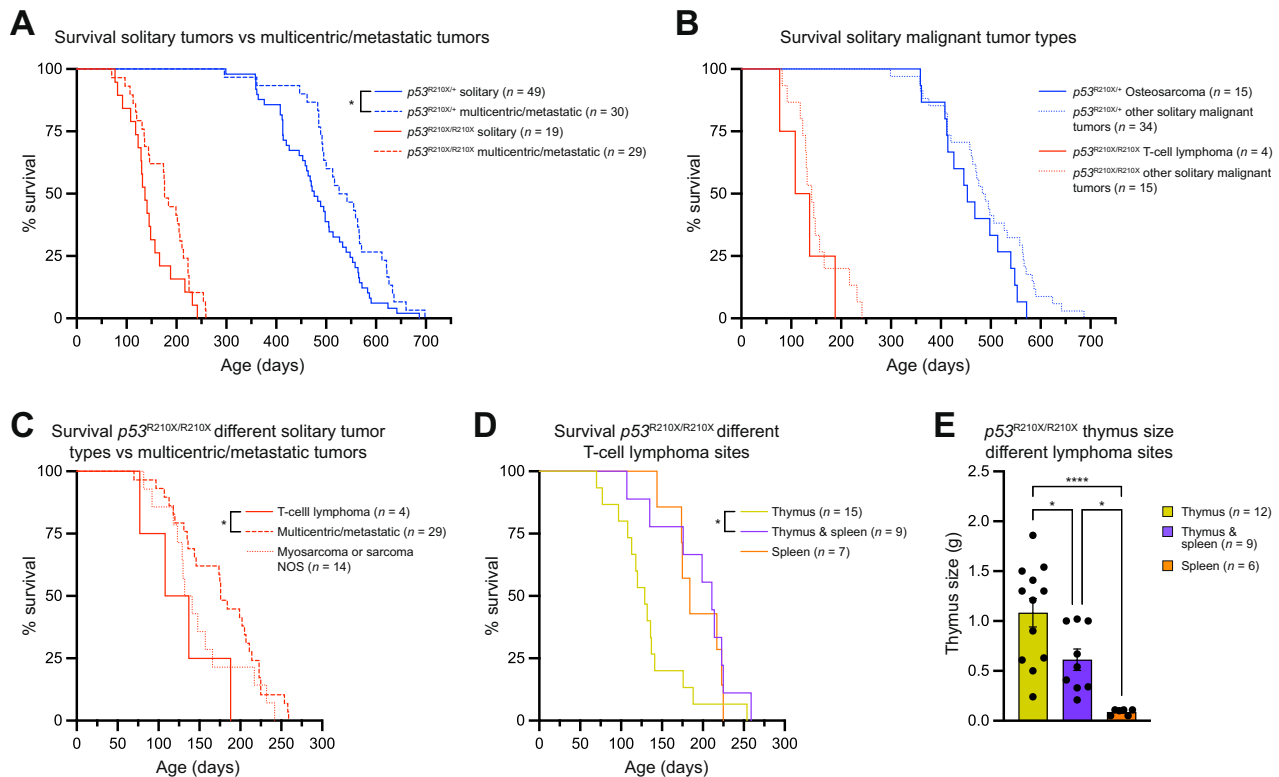 A
Survival solitary tumors vs multicentric/metastatic tumors
100
75
50
25
0
% survival
0 100 200 300 400 500 600 700
Age (days)
*
p53R210X/+ solitary (n = 49)
p53R210X/+ multicentric/metastatic (n = 30)
p53R210X/R210X solitary (n = 19)
p53R210X/R210X multicentric/metastatic (n = 29)
B
Survival solitary malignant tumor types
100
75
50
25
0
% survival
0 100 200 300 400 500 600 700
Age (days)
p53R210X/+ Osteosarcoma (n = 15)
p53R210X/+ other solitary malignant
tumors (n = 34)
p53R210X/R210X T-cell lymphoma (n = 4)
p53R210X/R210X other solitary malignant
tumors (n = 15)
C
Survival p53R210X/R210X different solitary tumor
types vs multicentric/metastatic tumors
100
75
50
25
0
% survival
0 50 100 150 200 250 300
Age (days)
*
T-celll lymphoma (n = 4)
Multicentric/metastatic (n = 29)
Myosarcoma or sarcoma
NOS (n = 14)
D
Survival p53R210X/R210X different
T-cell lymphoma sites
100
75
50
25
0
% survival
0 50 100 150 200 250 300
Age (days)
*
Thymus (n = 15)
Thymus & spleen (n = 9)
Spleen (n = 7)
E
p53R210X/R210X thymus size
different lymphoma sites
2.5
2.0
1.5
1.0
0.5
0.0
Thymus size (g)
****
* *
Thymus (n = 12)
Thymus &
spleen (n = 9)
Spleen (n = 6)